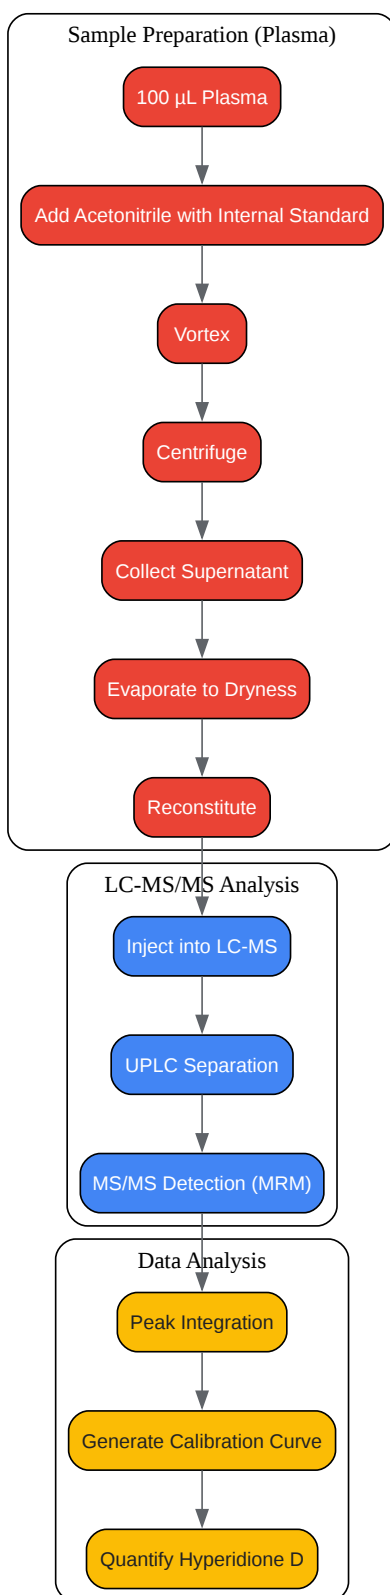 Sample Preparation (Plasma)
100 µL Plasma
Add Acetonitrile with Internal Standard
Vortex
Centrifuge
Collect Supernatant
Evaporate to Dryness
Reconstitute
LC-MS/MS Analysis
Inject into LC-MS
UPLC Separation
MS/MS Detection (MRM)
Data Analysis
Peak Integration
Generate Calibration Curve
Quantify Hyperidione D